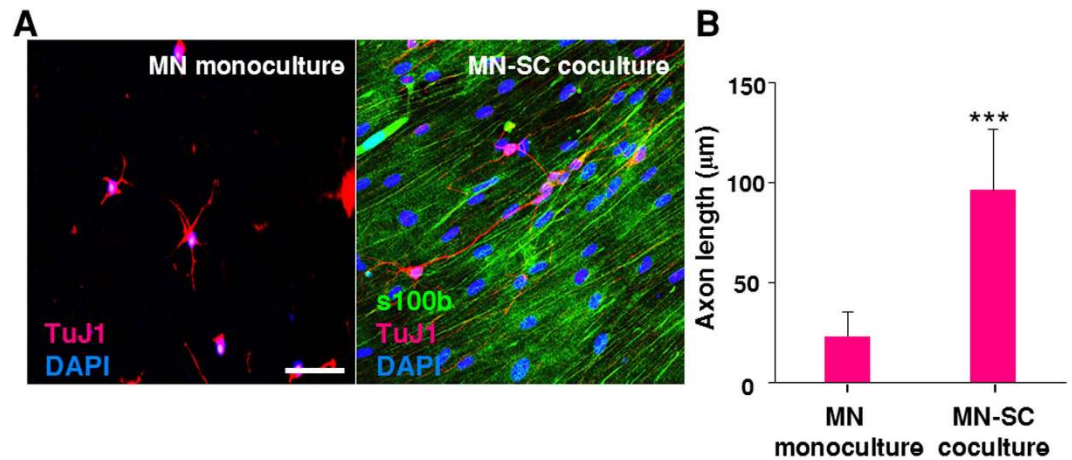 A
MN monoculture
TuJ1
DAPI
MN-SC coculture
s100b
TuJ1
DAPI
B
Axon length (μm)
150
100
50
0
***
MN
monoculture
MN-SC
coculture